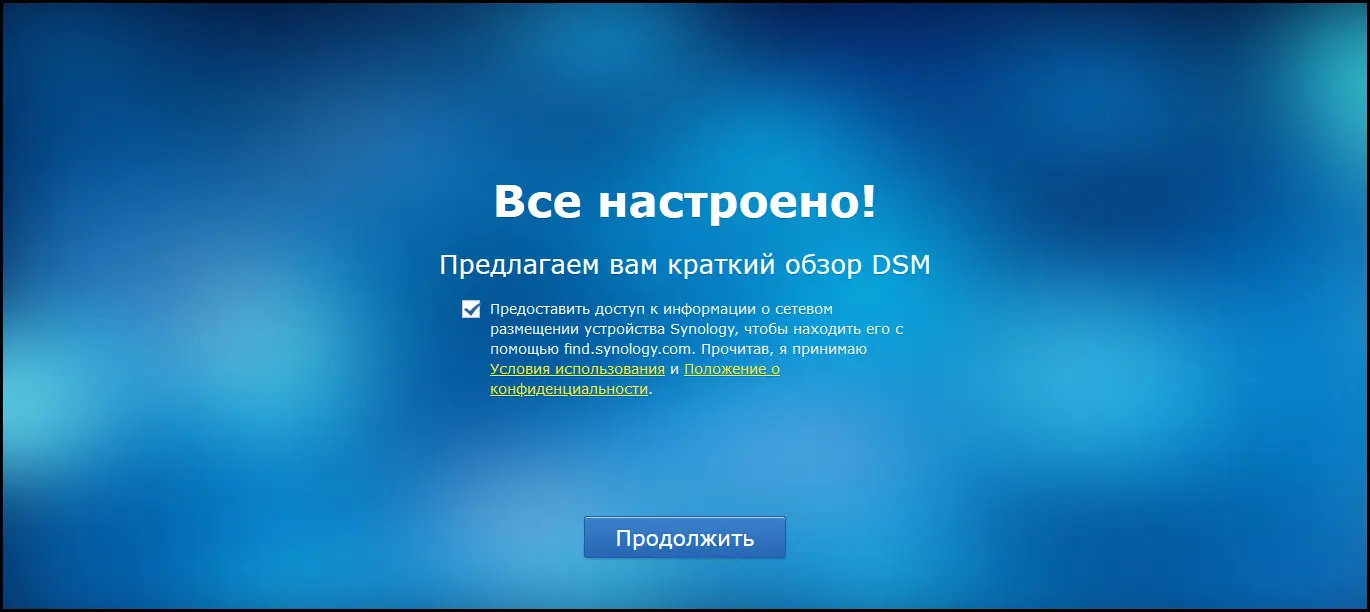 Все настроено!
Предлагаем вам краткий обзор DSM
Предоставить доступ к информации о сетевом
размещении устройства Synology, чтобы находить его с
помощью find.synology.com. Прочитав, я принимаю
Условия использования и Положение о
конфиденциальности.
Продолжить